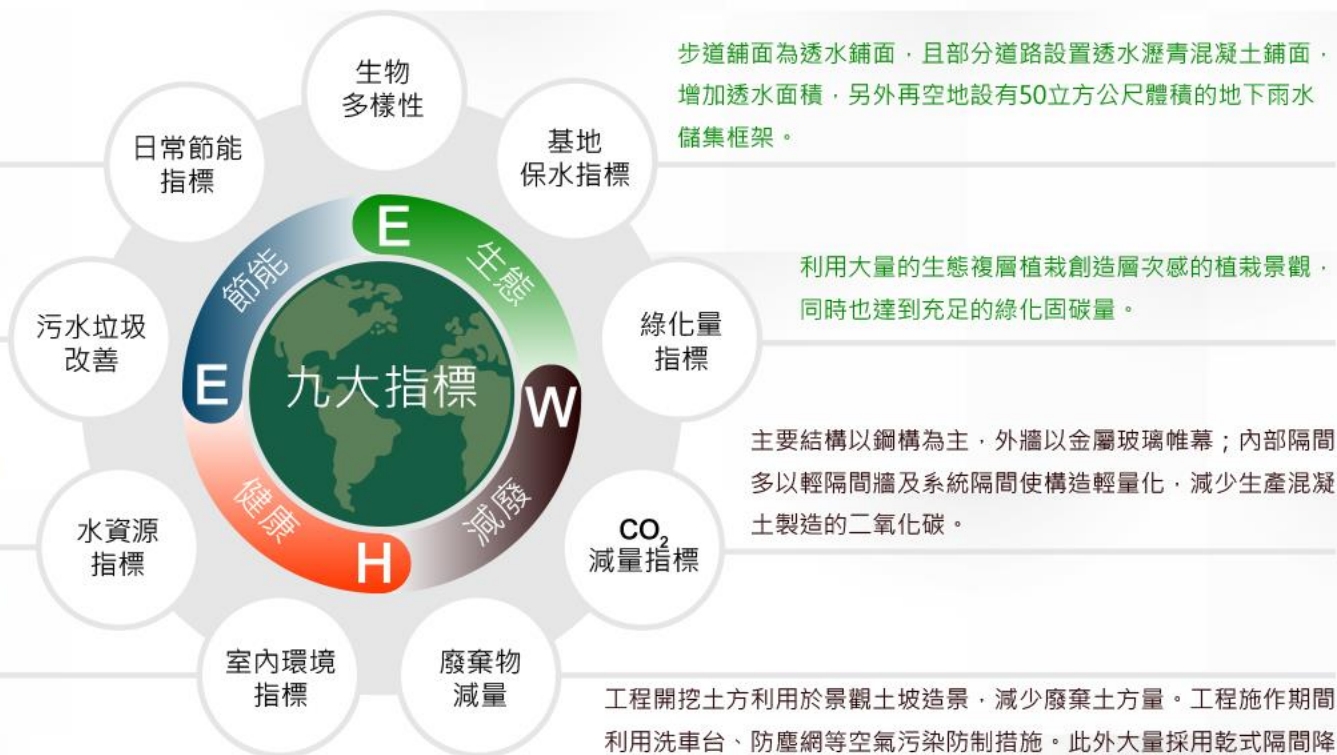 生物
多樣性
基地
保水指標
綠化量
指標
CO₂
減量指標
廢棄物
減量
室內環境
指標
水資源
指標
污水垃圾
改善
日常節能
指標
E
生態
W
減廢
H
健康
E
節能
九大指標
步道鋪面為透水鋪面，且部分道路設置透水瀝青混凝土鋪面，
增加透水面積，另外再空地設有50立方公尺體積的地下雨水
儲集框架。
利用大量的生態複層植栽創造層次感的植栽景觀，
同時也達到充足的綠化固碳量。
主要結構以鋼構為主，外牆以金屬玻璃帷幕；內部隔間
多以輕隔間牆及系統隔間使構造輕量化，減少生產混凝
土製造的二氧化碳。
工程開挖土方利用於景觀土坡造景，減少廢棄土方量。工程施作期間
利用洗車台、防塵網等空氣污染防制措施。此外大量採用乾式隔間降